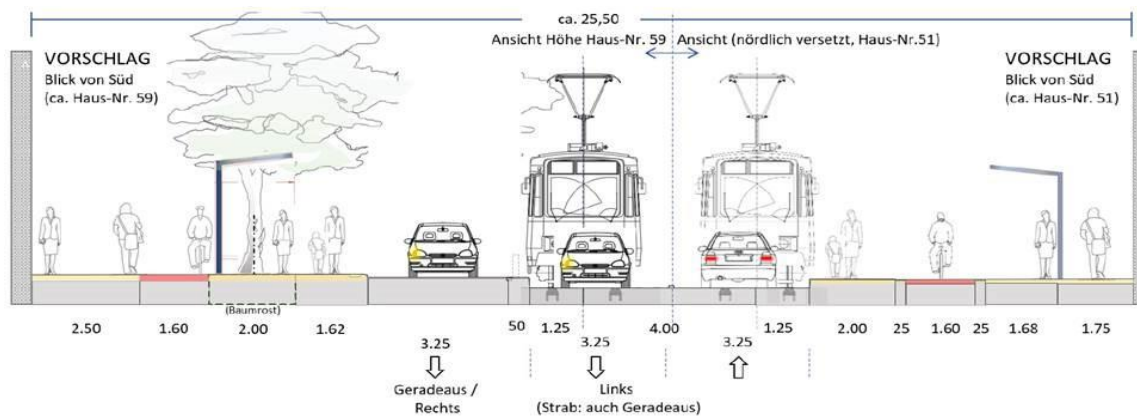 ca. 25,50
Ansicht Höhe Haus-Nr. 59
Ansicht (nördlich versetzt, Haus-Nr.51)
VORSCHLAG
Blick von Süd
(ca. Haus-Nr. 59)
VORSCHLAG
Blick von Süd
(ca. Haus-Nr. 51)
(Baumrost)
2.50 1.60 2.00 1.62 50 1.25 4.00 1.25 2.00 25 1.60 25 1.68 1.75
3.25 3.25 3.25
Geradeaus /
Rechts
Links
(Strab: auch Geradeaus)